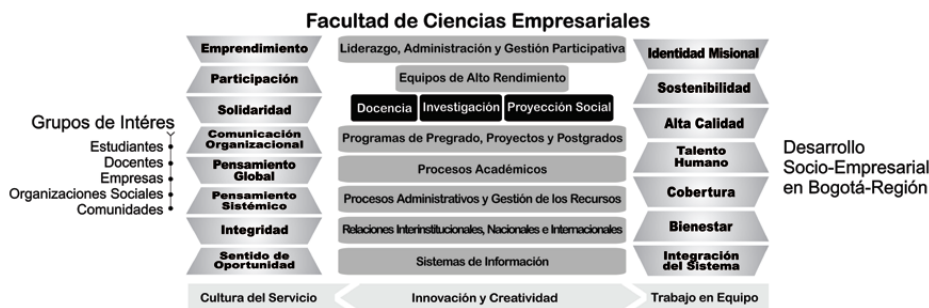 Facultad de Ciencias Empresariales
Grupos de Intéres
Estudiantes
Docentes
Empresas
Organizaciones Sociales
Comunidades
Emprendimiento
Participación
Solidaridad
Comunicación
Organizacional
Pensamiento
Global
Pensamiento
Sistémico
Integridad
Sentido de
Oportunidad
Liderazgo, Administración y Gestión Participativa
Equipos de Alto Rendimiento
Docencia Investigación Proyección Social
Programas de Pregrado, Proyectos y Postgrados
Procesos Académicos
Procesos Administrativos y Gestión de los Recursos
Relaciones Interinstitucionales, Nacionales e Internacionales
Sistemas de Información
Identidad Misional
Sostenibilidad
Alta Calidad
Talento
Humano
Cobertura
Bienestar
Integración
del Sistema
Desarrollo
Socio-Empresarial
en Bogotá-Región
Cultura del Servicio
Innovación y Creatividad
Trabajo en Equipo